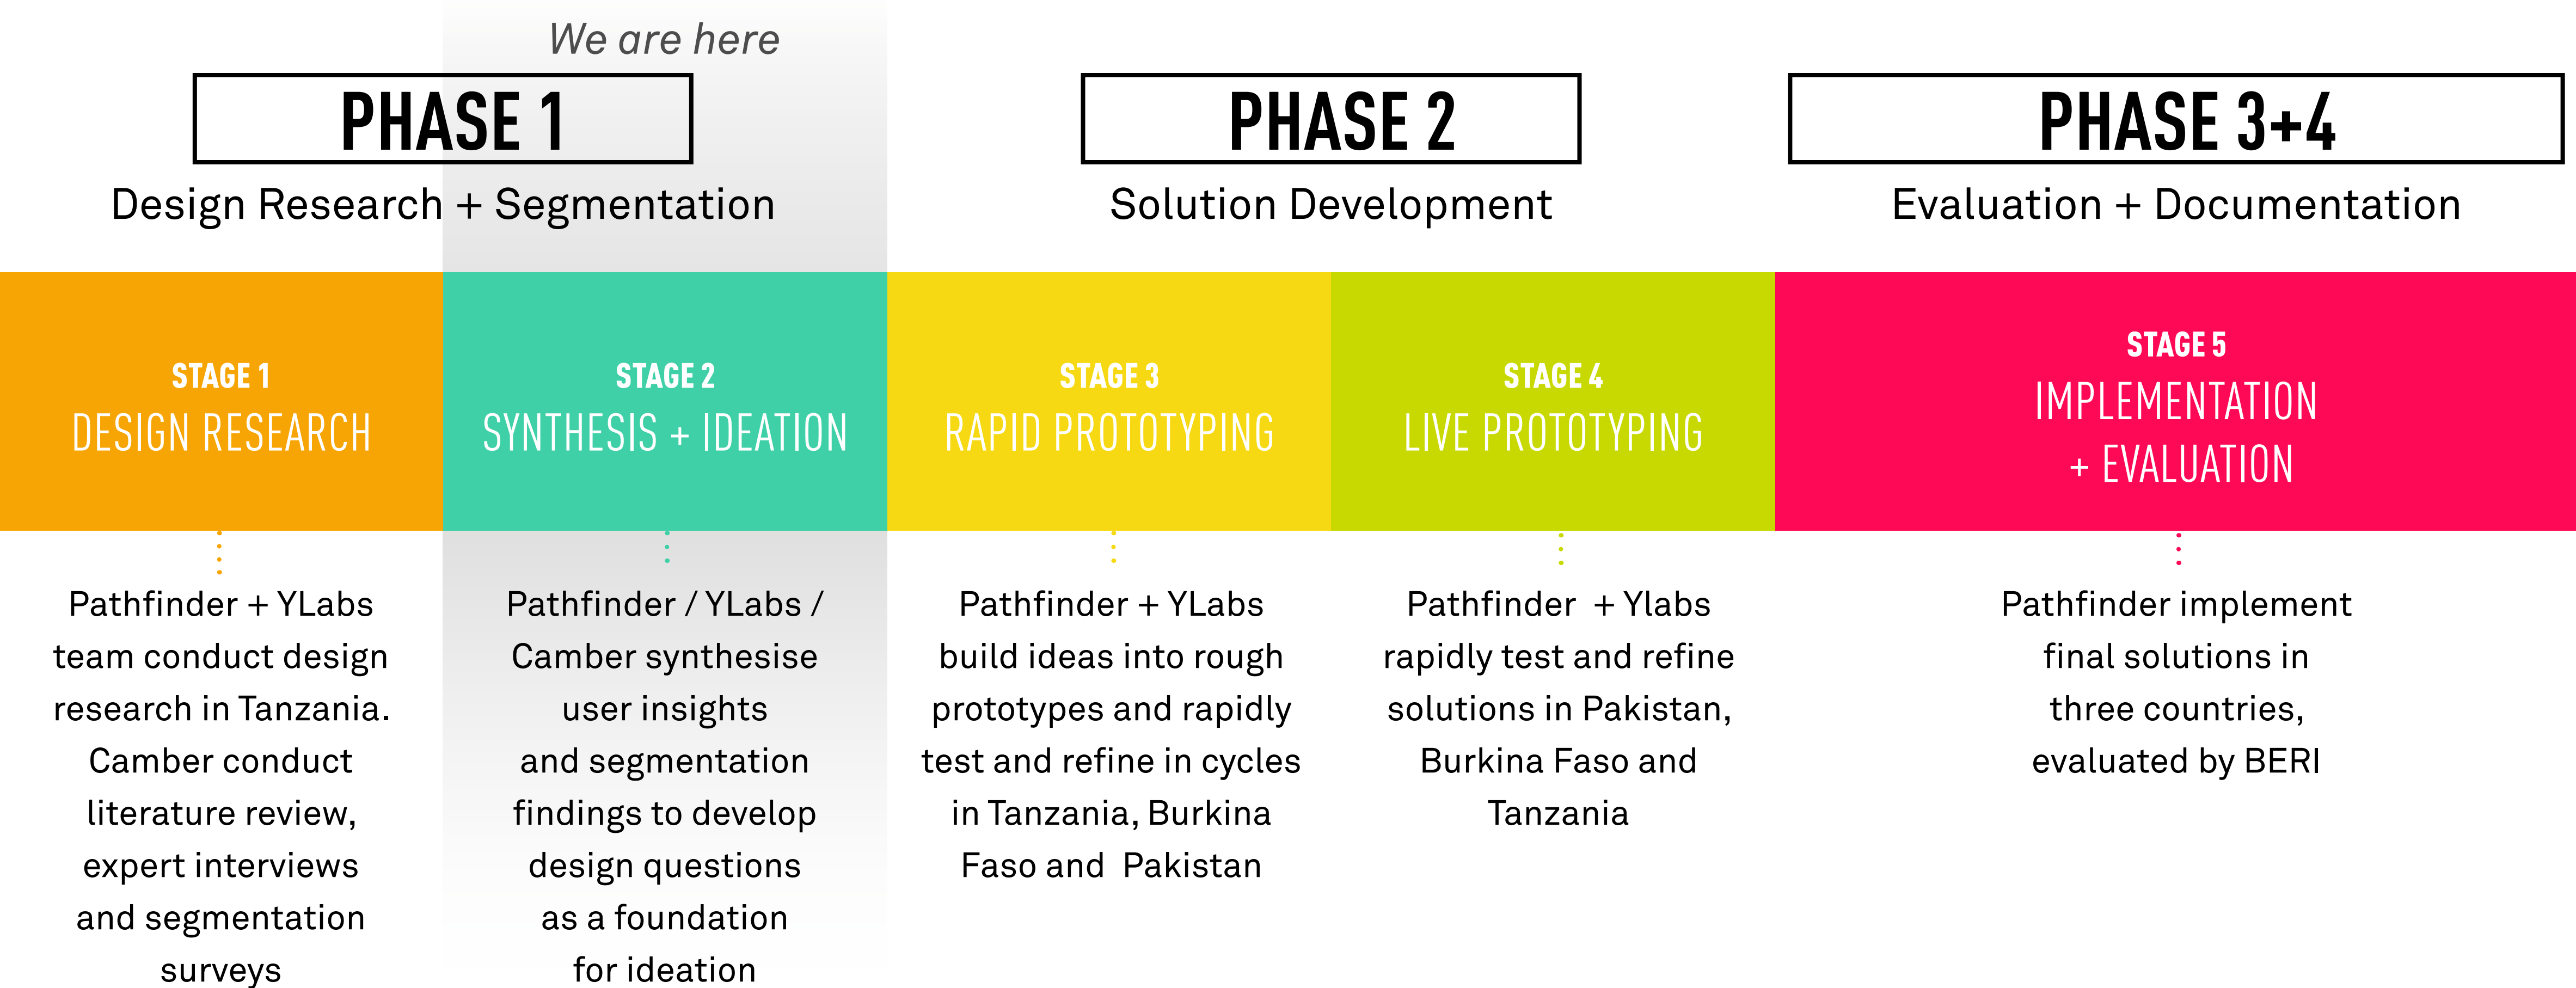 We are here
PHASE 1
Design Research + Segmentation
PHASE 2
Solution Development
PHASE 3+4
Evaluation + Documentation
STAGE 1
DESIGN RESEARCH
STAGE 2
SYNTHESIS + IDEATION
STAGE 3
RAPID PROTOTYPING
STAGE 4
LIVE PROTOTYPING
STAGE 5
IMPLEMENTATION
+ EVALUATION
Pathfinder + YLabs
team conduct design
research in Tanzania.
Camber conduct
literature review,
expert interviews
and segmentation
surveys
Pathfinder / YLabs /
Camber synthesise
user insights
and segmentation
findings to develop
design questions
as a foundation
for ideation
Pathfinder + YLabs
build ideas into rough
prototypes and rapidly
test and refine in cycles
in Tanzania, Burkina
Faso and Pakistan
Pathfinder + Ylabs
rapidly test and refine
solutions in Pakistan,
Burkina Faso and
Tanzania
Pathfinder implement
final solutions in
three countries,
evaluated by BERI